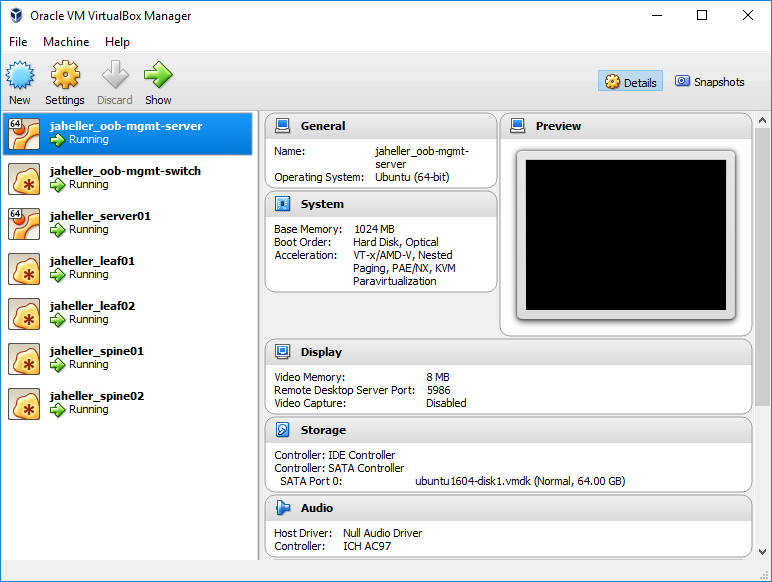 Oracle VM VirtualBox Manager
File Machine Help
New Settings Discard Show Details Snapshots
64
jaheller_oob-mgmt-server
Running
jaheller_oob-mgmt-switch
Running
64
jaheller_server01
Running
jaheller_leaf01
Running
jaheller_leaf02
Running
jaheller_spine01
Running
jaheller_spine02
Running
General
Name: jaheller_oob-mgmt-
server
Operating System: Ubuntu (64-bit)
System
Base Memory: 1024 MB
Boot Order: Hard Disk, Optical
Acceleration: VT-x/AMD-V, Nested
Paging, PAE/NX, KVM
Paravirtualization
Preview
Display
Video Memory: 8 MB
Remote Desktop Server Port: 5986
Video Capture: Disabled
Storage
Controller: IDE Controller
Controller: SATA Controller
SATA Port 0: ubuntu1604-disk1.vmdk (Normal, 64.00 GB)
Audio
Host Driver: Null Audio Driver
Controller: ICH AC97